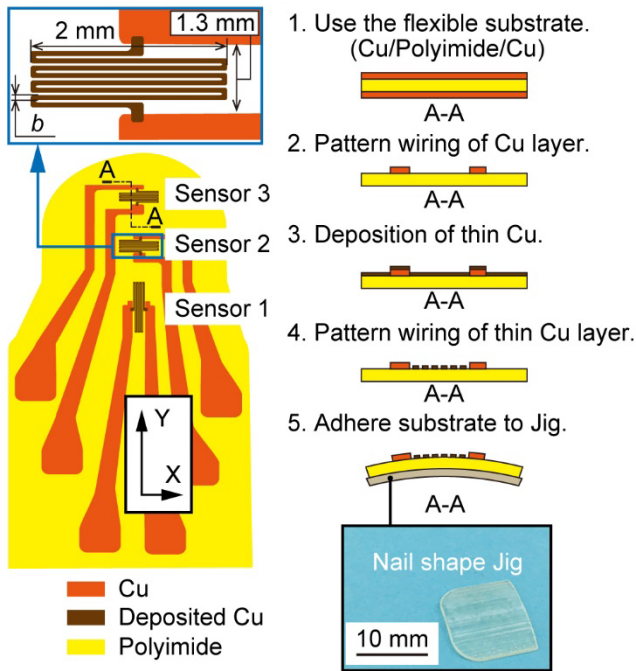 2 mm
1.3 mm
b
A
A
Sensor 3
Sensor 2
Sensor 1
Y
X
Cu
Deposited Cu
Polyimide
1. Use the flexible substrate.
(Cu/Polyimide/Cu)
A-A
2. Pattern wiring of Cu layer.
A-A
3. Deposition of thin Cu.
A-A
4. Pattern wiring of thin Cu layer.
A-A
5. Adhere substrate to Jig.
A-A
Nail shape Jig
10 mm